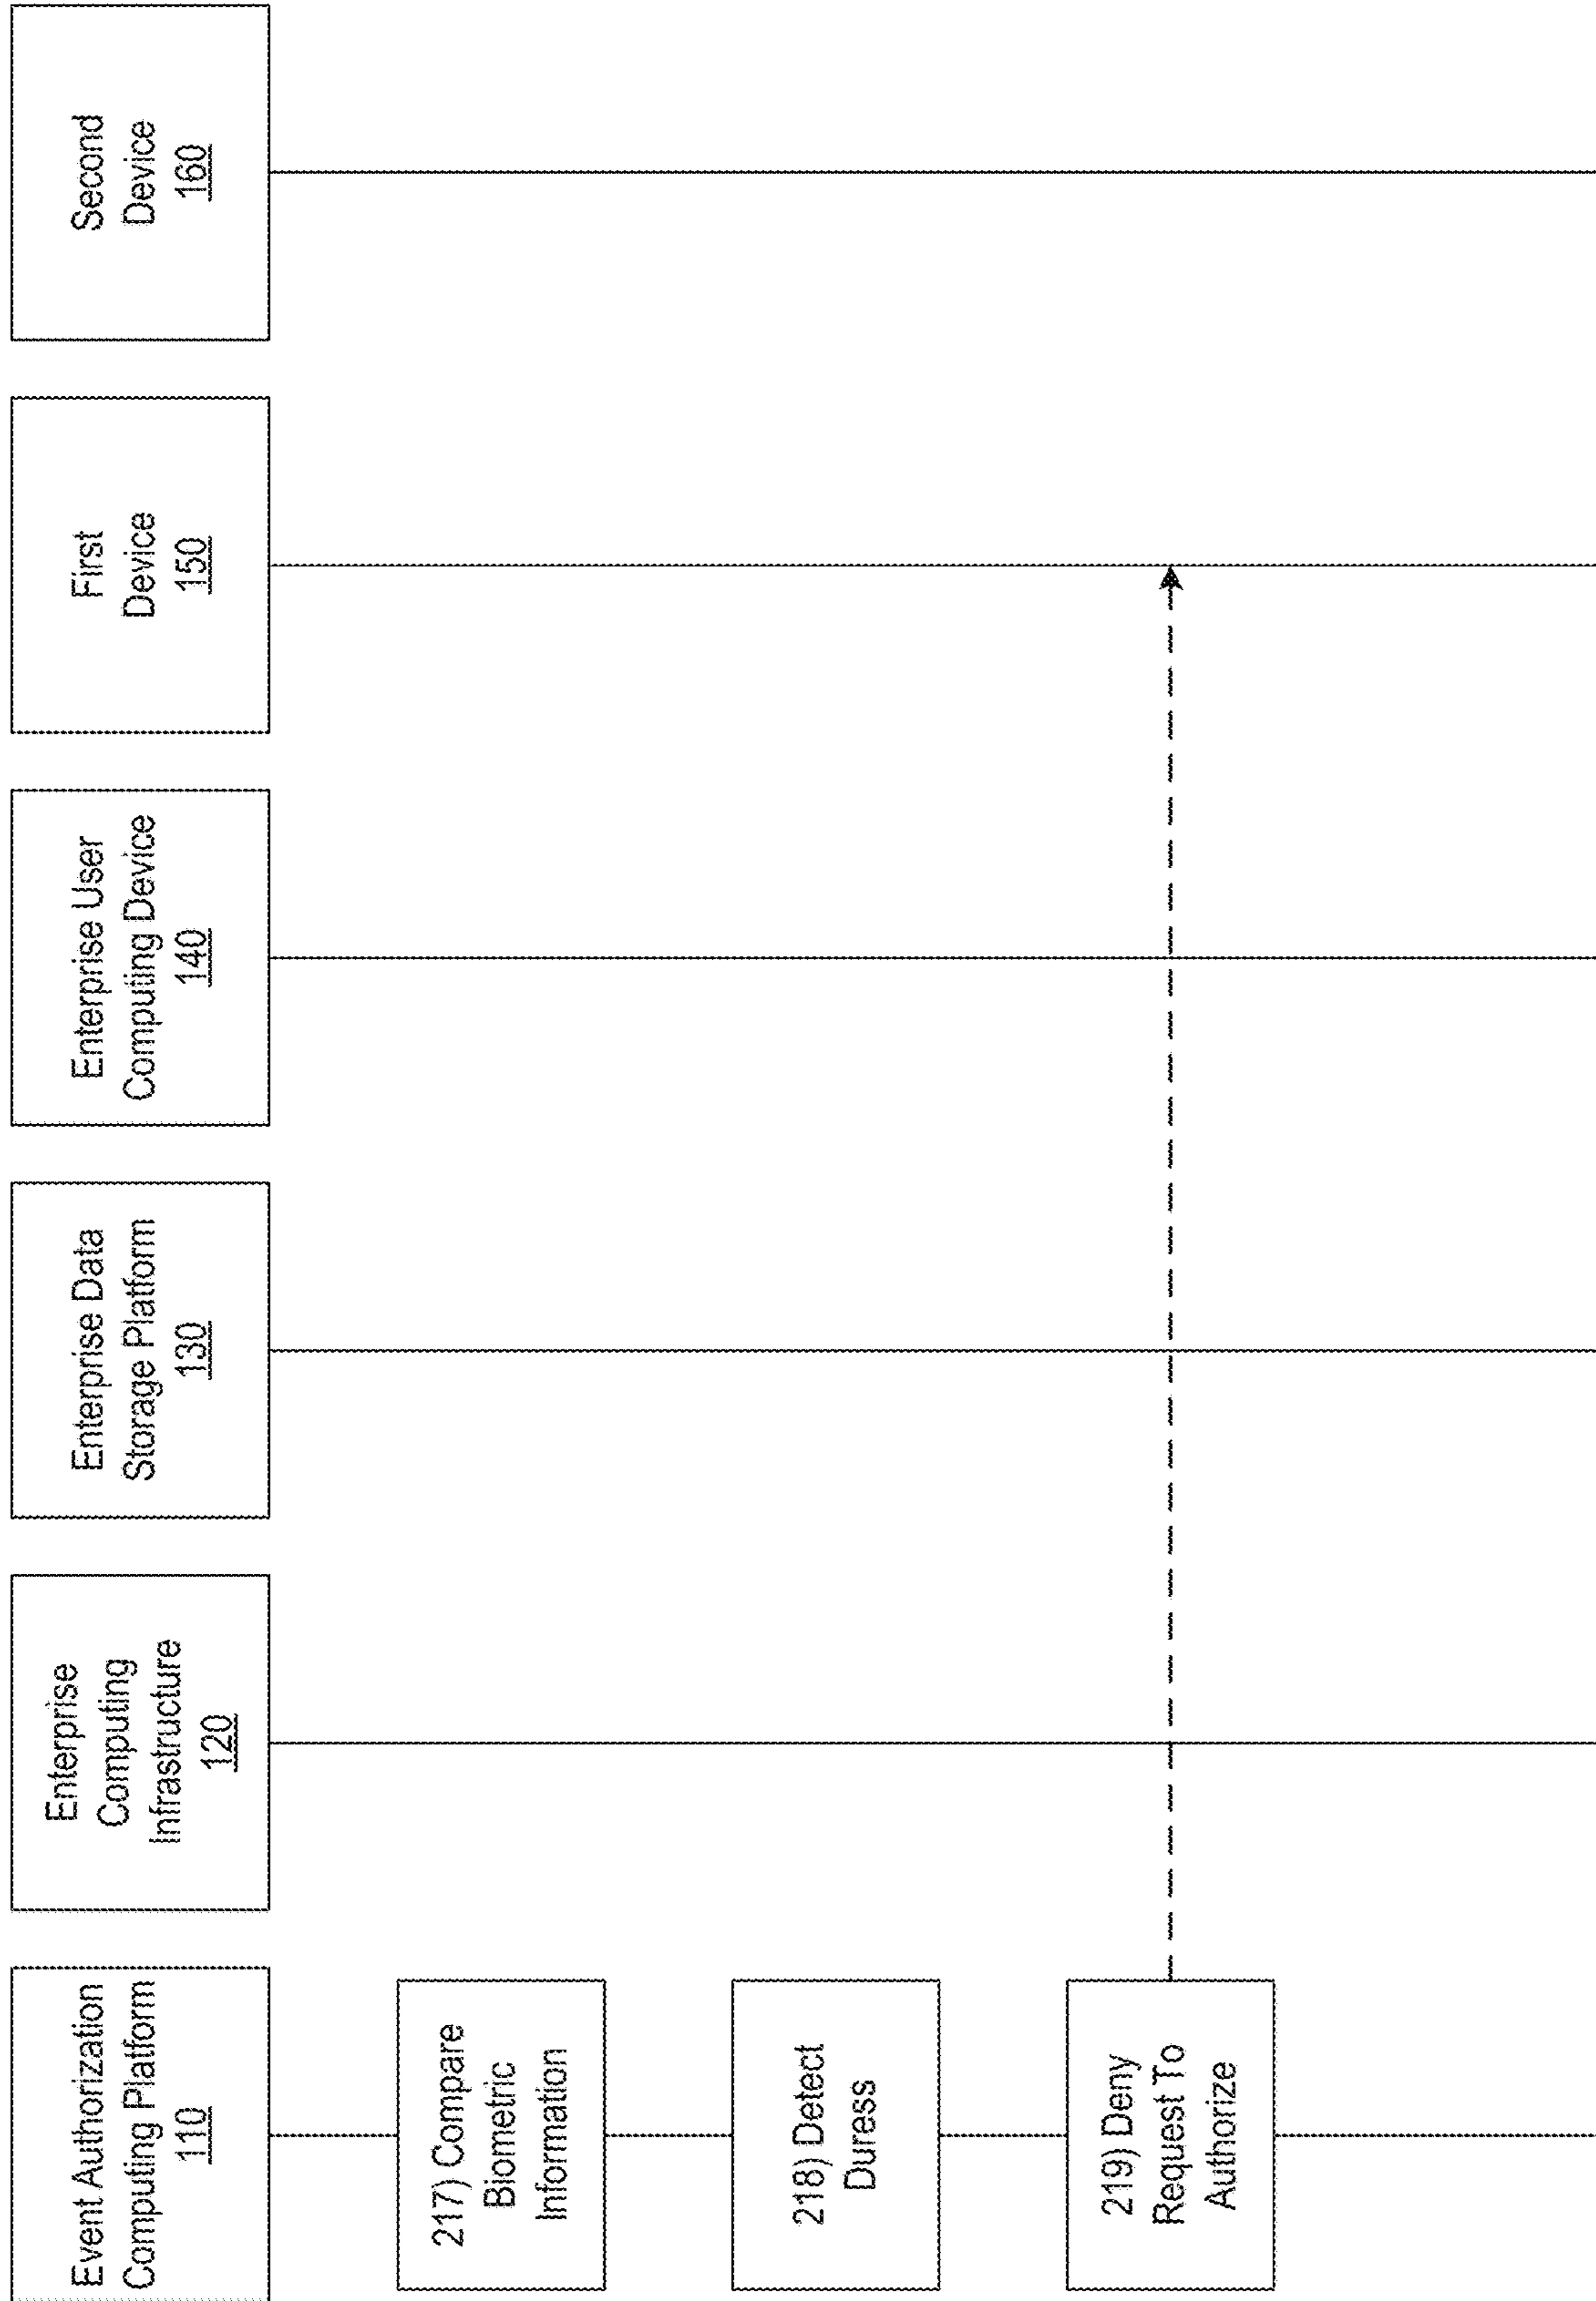 Event Authorization
Computing Platform
110
Enterprise
Computing
Infrastructure
120
Enterprise Data
Storage Platform
130
Enterprise User
Computing Device
140
First
Device
150
Second
Device
160
217) Compare
Biometric
Information
218) Detect
Duress
219) Deny
Request To
Authorize